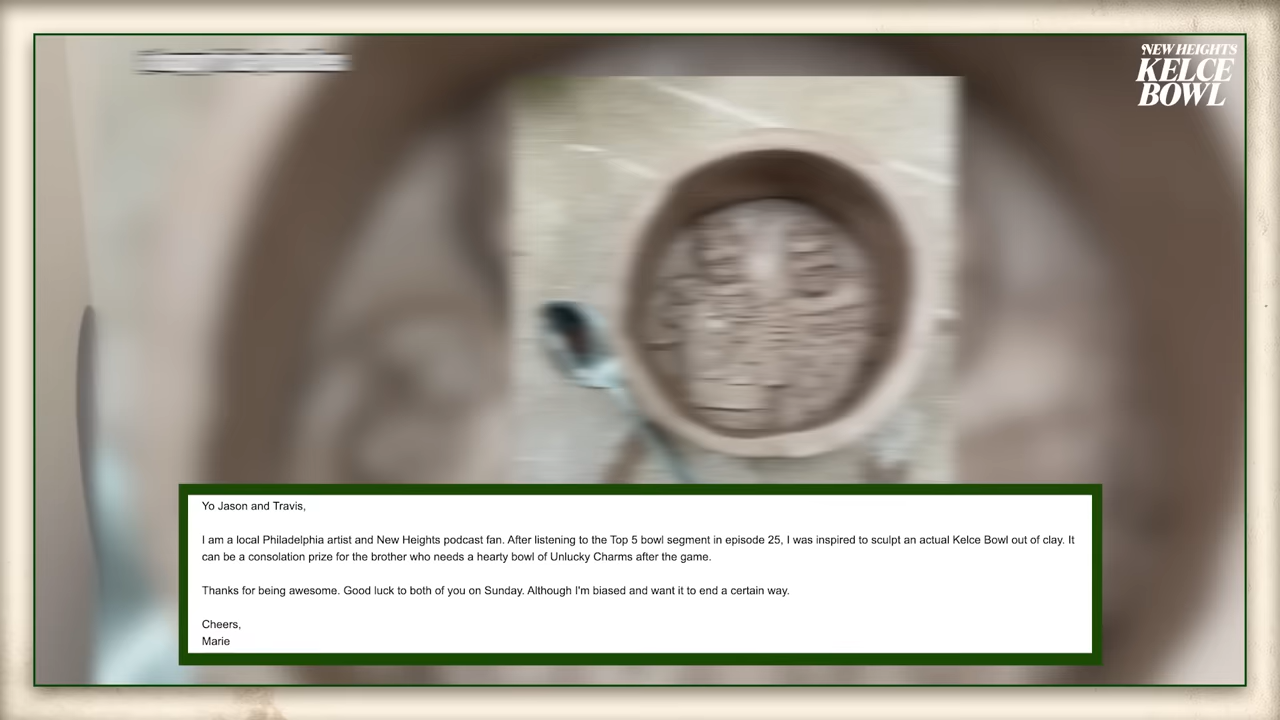 NEW HEIGHTS
KELCE
BOWL
Yo Jason and Travis,
I am a local Philadelphia artist and New Heights podcast fan. After listening to the Top 5 bowl segment in episode 25, I was inspired to sculpt an actual Kelce Bowl out of clay. It
can be a consolation prize for the brother who needs a hearty bowl of Unlucky Charms after the game.
Thanks for being awesome. Good luck to both of you on Sunday. Although I'm biased and want it to end a certain way.
Cheers,
Marie